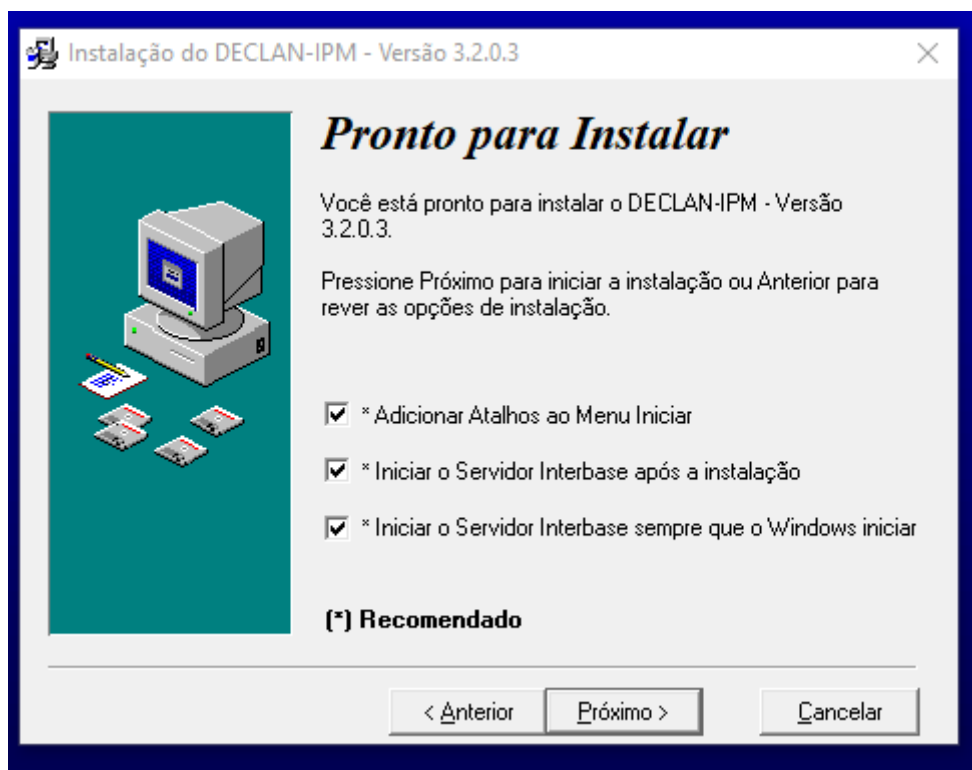 Instalação do DECLAN-IPM - Versão 3.2.0.3
Pronto para Instalar
Você está pronto para instalar o DECLAN-IPM - Versão
3.2.0.3.
Pressione Próximo para iniciar a instalação ou Anterior para
rever as opções de instalação.
* Adicionar Atalhos ao Menu Iniciar
* Iniciar o Servidor Interbase após a instalação
* Iniciar o Servidor Interbase sempre que o Windows iniciar
(*) Recomendado
< Anterior
Próximo >
Cancelar